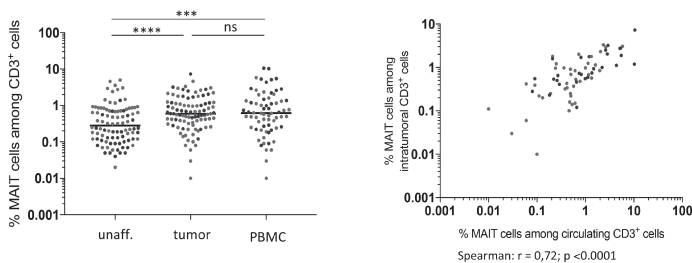 ***
****
ns
% MAIT cells among CD3+ cells
100
10
1
0.1
0.01
0.001
unaff.
tumor
PBMC
% MAIT cells among
intratumoral CD3+ cells
10
1
0.1
0.01
0.001
0.001
0.01
0.1
1
10
100
% MAIT cells among circulating CD3+ cells
Spearman: r = 0,72; p <0.0001